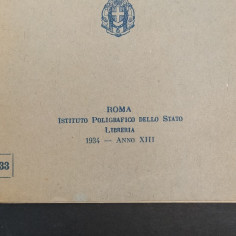 ROMA
ISTITUTO POLIGRAFICO DELLO STATO
LIBRERIA
1934 — ANNO XIII
33